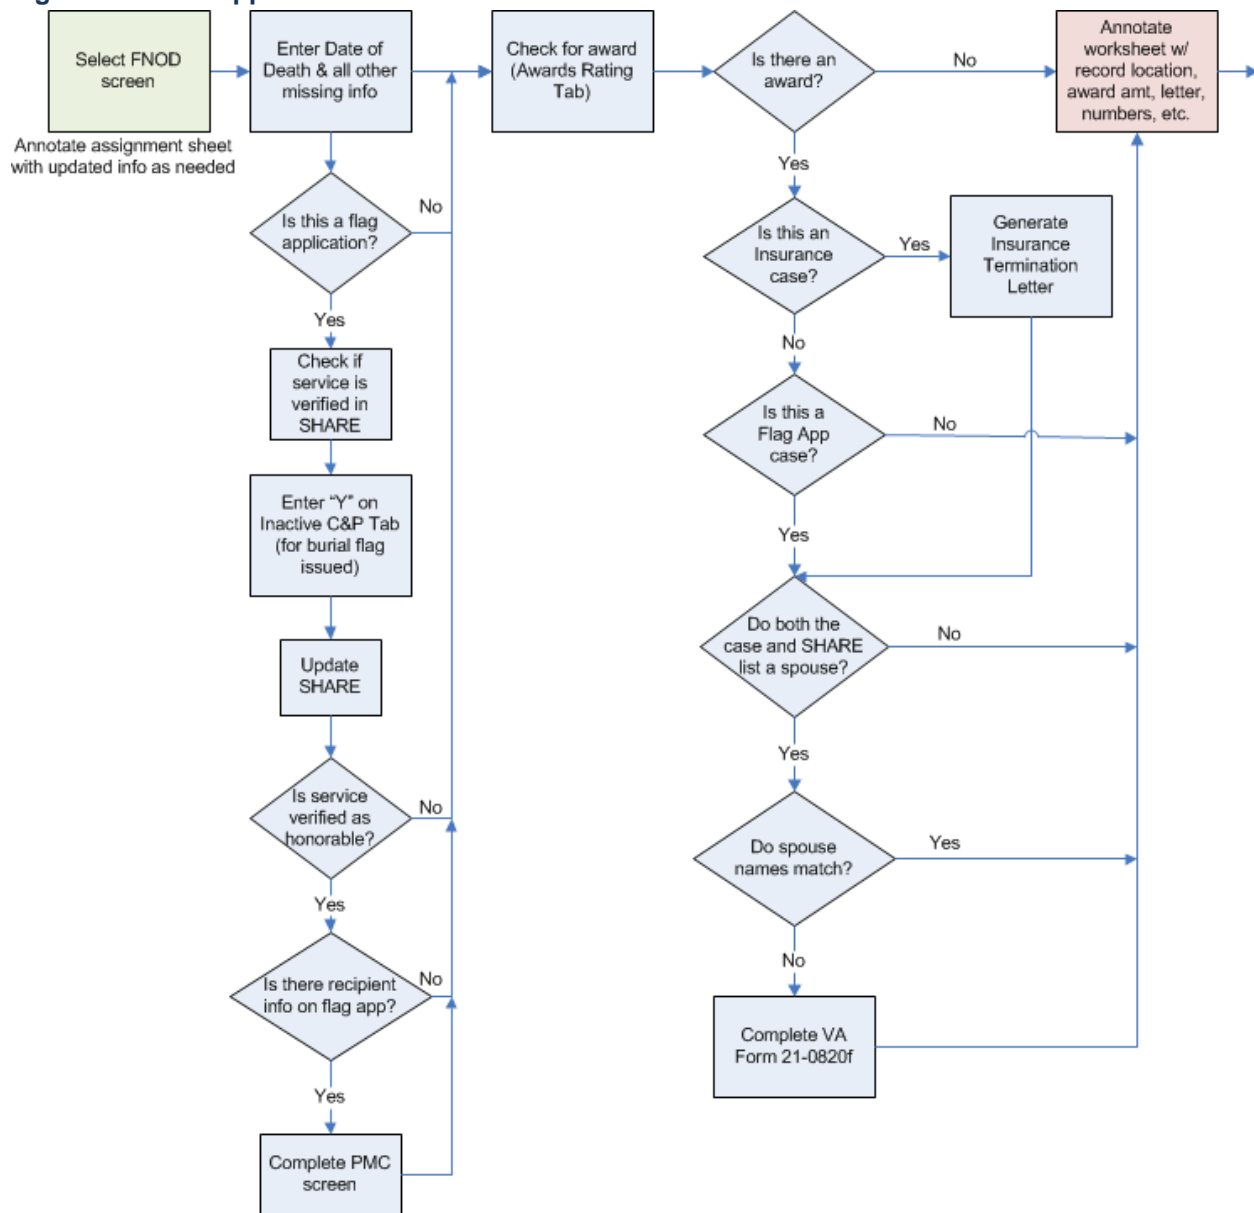 Select FNOD
screen
Annotate assignment sheet
with updated info as needed
Enter Date of
Death & all other
missing info
Is this a flag
application?
No
Yes
Check if
service is
verified in
SHARE
Enter “Y” on
Inactive C&P Tab
(for burial flag
issued)
Update
SHARE
Is service
verified as
honorable?
No
Yes
Is there recipient
info on flag app?
No
Yes
Complete PMC
screen
Check for award
(Awards Rating
Tab)
Is there an
award?
No
Yes
Is this an
Insurance
case?
Yes
No
Generate
Insurance
Termination
Letter
Is this a
Flag App
case?
No
Yes
Do both the
case and SHARE
list a spouse?
No
Yes
Do spouse
names match?
Yes
No
Complete VA
Form 21-0820f
Annotate
worksheet w/
record location,
award amt, letter,
numbers, etc.